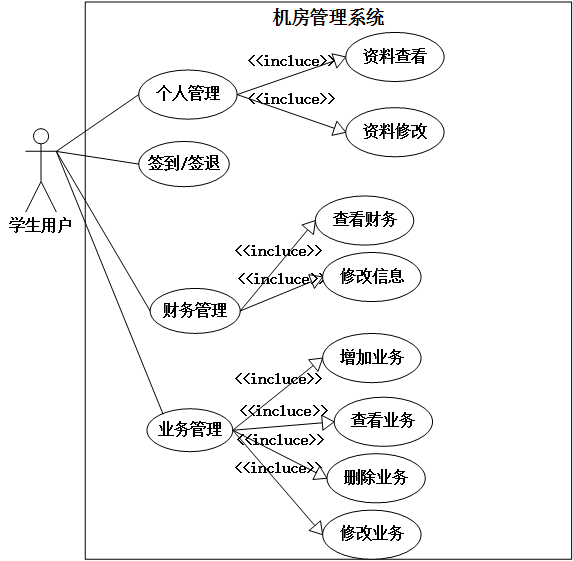 机房管理系统
<<incluce>>
资料查看
个人管理
<<incluce>>
资料修改
签到/签退
学生用户
查看财务
<<incluce>>
<<incluce>>
修改信息
财务管理
增加业务
<<incluce>>
<<incluce>>
查看业务
业务管理
<<incluce>>
<<incluce>>
删除业务
修改业务